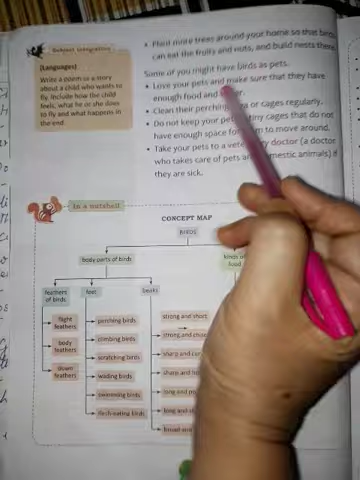 Subject Integration
(Languages)
Write a poem or a story
about a child who wants to
fly. Include how the child
feels, what he or she does
to fly and what happens in
the end.
• Plant more trees around your home so that birds
can eat the fruits and nuts, and build nests there.
Some of you might have birds as pets.
• Love your pets and make sure that they have
enough food and
• Clean their perching or cages regularly.
• Do not keep your tiny cages that do not
have enough space for to move around.
• Take your pets to a doctor (a doctor
who takes care of pets domestic animals) if
they are sick.
In a nutshell
CONCEPT MAP
BIRDS
body parts of birds
food
feathers
of birds
feet
beaks
flight
feathers
body
feathers
down
feathers
perching birds
climbing birds
scratching birds
wading birds
swimming birds
flesh-eating birds
strong and short
strong and
sharp and
sharp and
long and
long and
broad